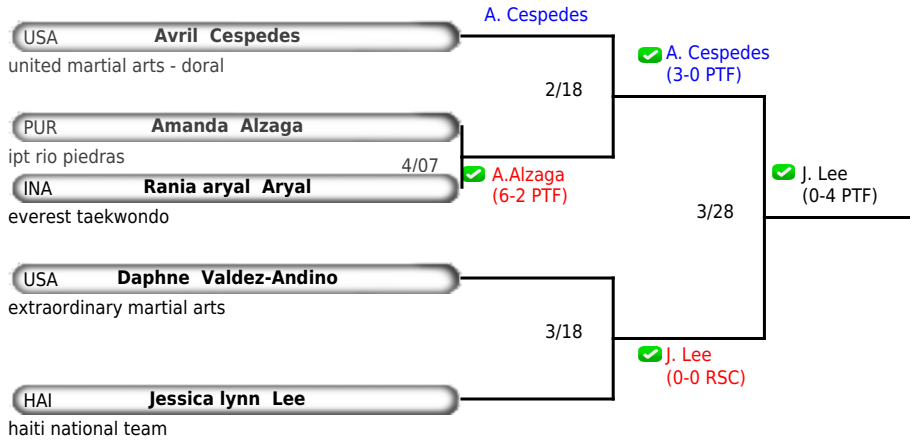 A. Cespedes
USA Avril Cespedes
united martial arts - doral
A. Cespedes
(3-0 PTF)
2/18
PUR Amanda Alzaga
ipt rio piedras
4/07
A.Alzaga
(6-2 PTF)
INA Rania aryal Aryal
everest taekwondo
J. Lee
(0-4 PTF)
3/28
USA Daphne Valdez-Andino
extraordinary martial arts
3/18
J. Lee
(0-0 RSC)
HAI Jessica lynn Lee
haiti national team